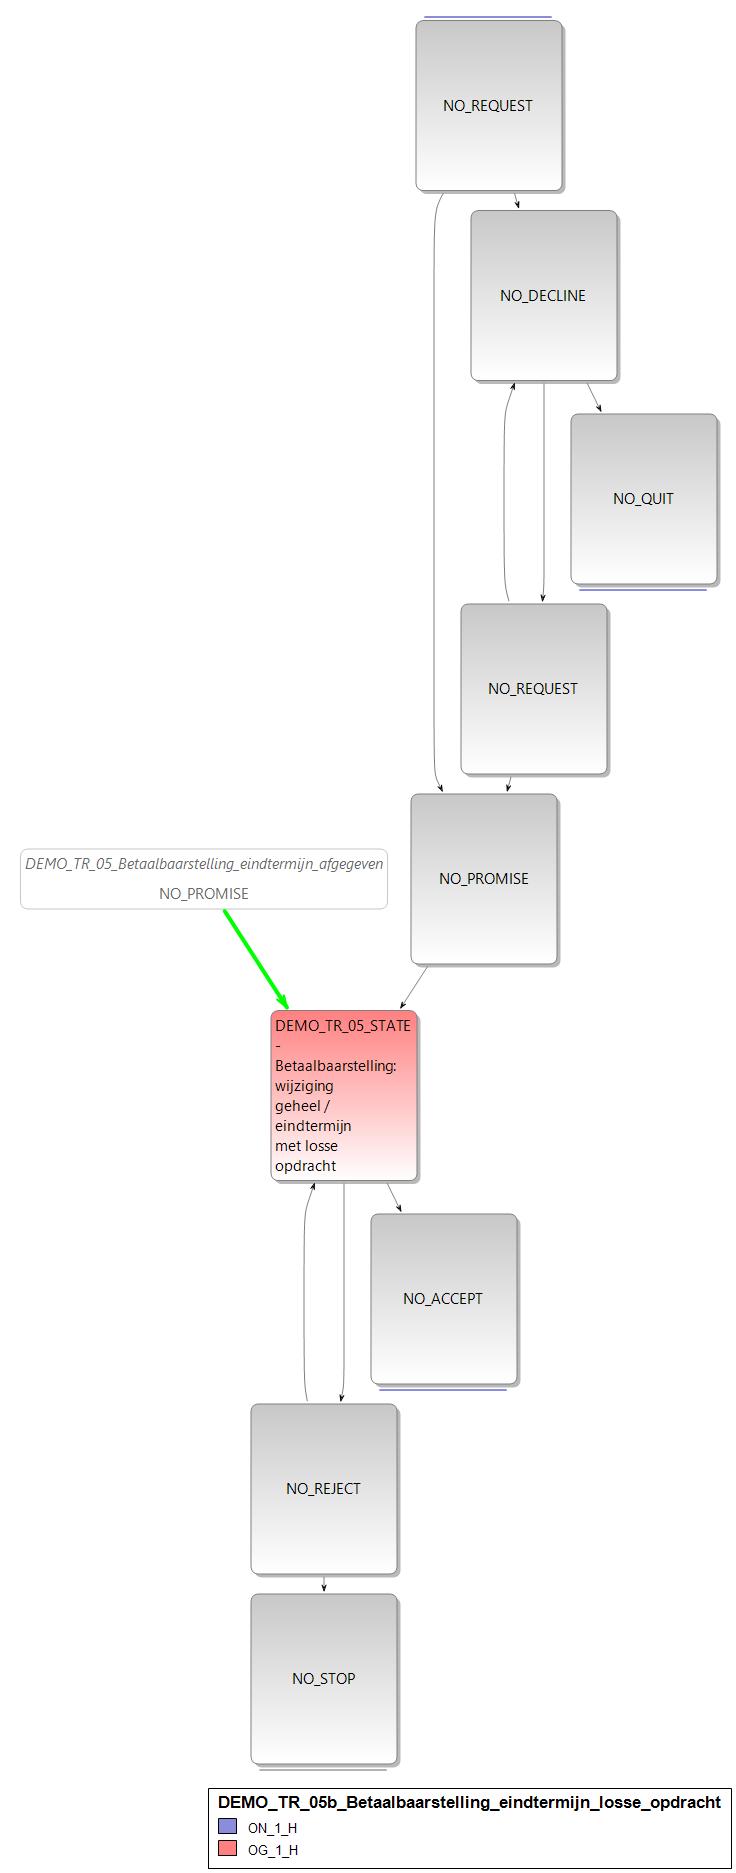 NO_REQUEST
NO_DECLINE
NO_QUIT
NO_REQUEST
DEMO_TR_05_Betaalbaarstelling_eindtermijn_afgegeven
NO_PROMISE
NO_PROMISE
DEMO_TR_05_STATE
-
Betaalbaarstelling:
wijziging
geheel /
eindtermijn
met losse
opdracht
NO_ACCEPT
NO_REJECT
NO_STOP
DEMO_TR_05b_Betaalbaarstelling_eindtermijn_losse_opdracht
ON_1_H
OG_1_H